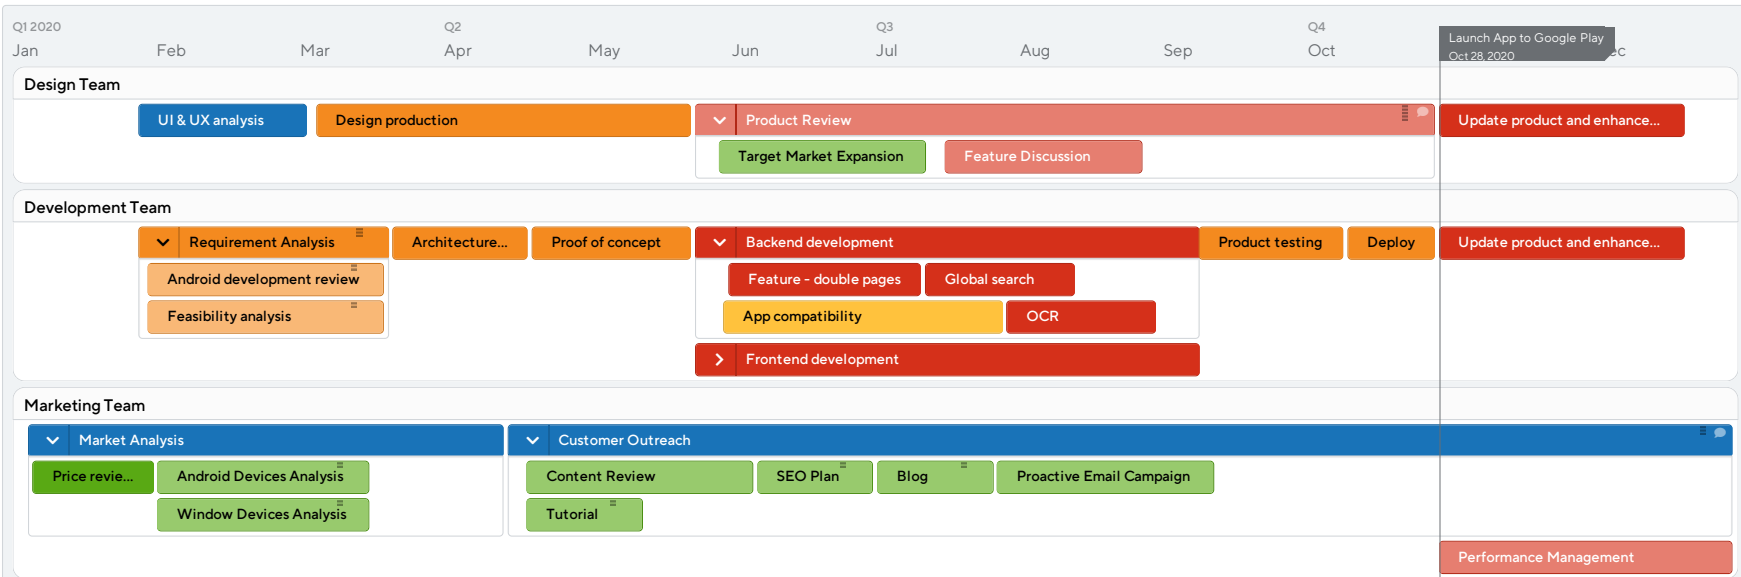 Q1 2020 Q2 Q3 Q4
Jan Feb Mar Apr May Jun Jul Aug Sep Oct
Launch App to Google Play
Oct 28, 2020
Design Team
UI & UX analysis Design production Product Review Update product and enhance...
Target Market Expansion Feature Discussion
Development Team
Requirement Analysis Architecture... Proof of concept Backend development Product testing Deploy Update product and enhance...
Android development review Feature - double pages Global search
Feasibility analysis App compatibility OCR
Frontend development
Marketing Team
Market Analysis Customer Outreach
Price revie... Android Devices Analysis Content Review SEO Plan Blog Proactive Email Campaign
Window Devices Analysis Tutorial
Performance Management